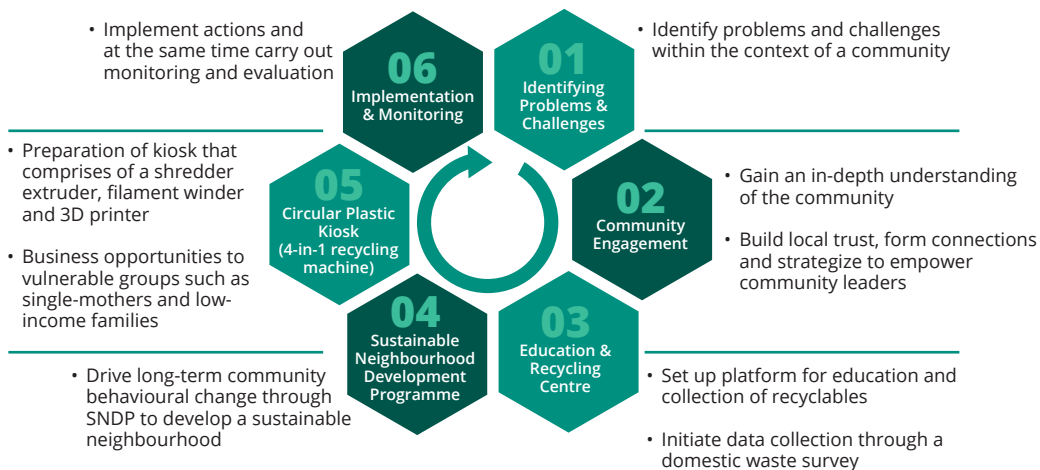 01
Identifying
Problems &
Challenges
• Identify problems and challenges
within the context of a community
02
Community
Engagement
• Gain an in-depth understanding
of the community
• Build local trust, form connections
and strategize to empower
community leaders
03
Education &
Recycling
Centre
• Set up platform for education and
collection of recyclables
• Initiate data collection through a
domestic waste survey
04
Sustainable
Neighbourhood
Development
Programme
• Drive long-term community
behavioural change through
SNDP to develop a sustainable
neighbourhood
05
Circular Plastic
Kiosk
(4-in-1 recycling
machine)
• Preparation of kiosk that
comprises of a shredder
extruder, filament winder
and 3D printer
• Business opportunities to
vulnerable groups such as
single-mothers and low-
income families
06
Implementation
& Monitoring
• Implement actions and
at the same time carry out
monitoring and evaluation